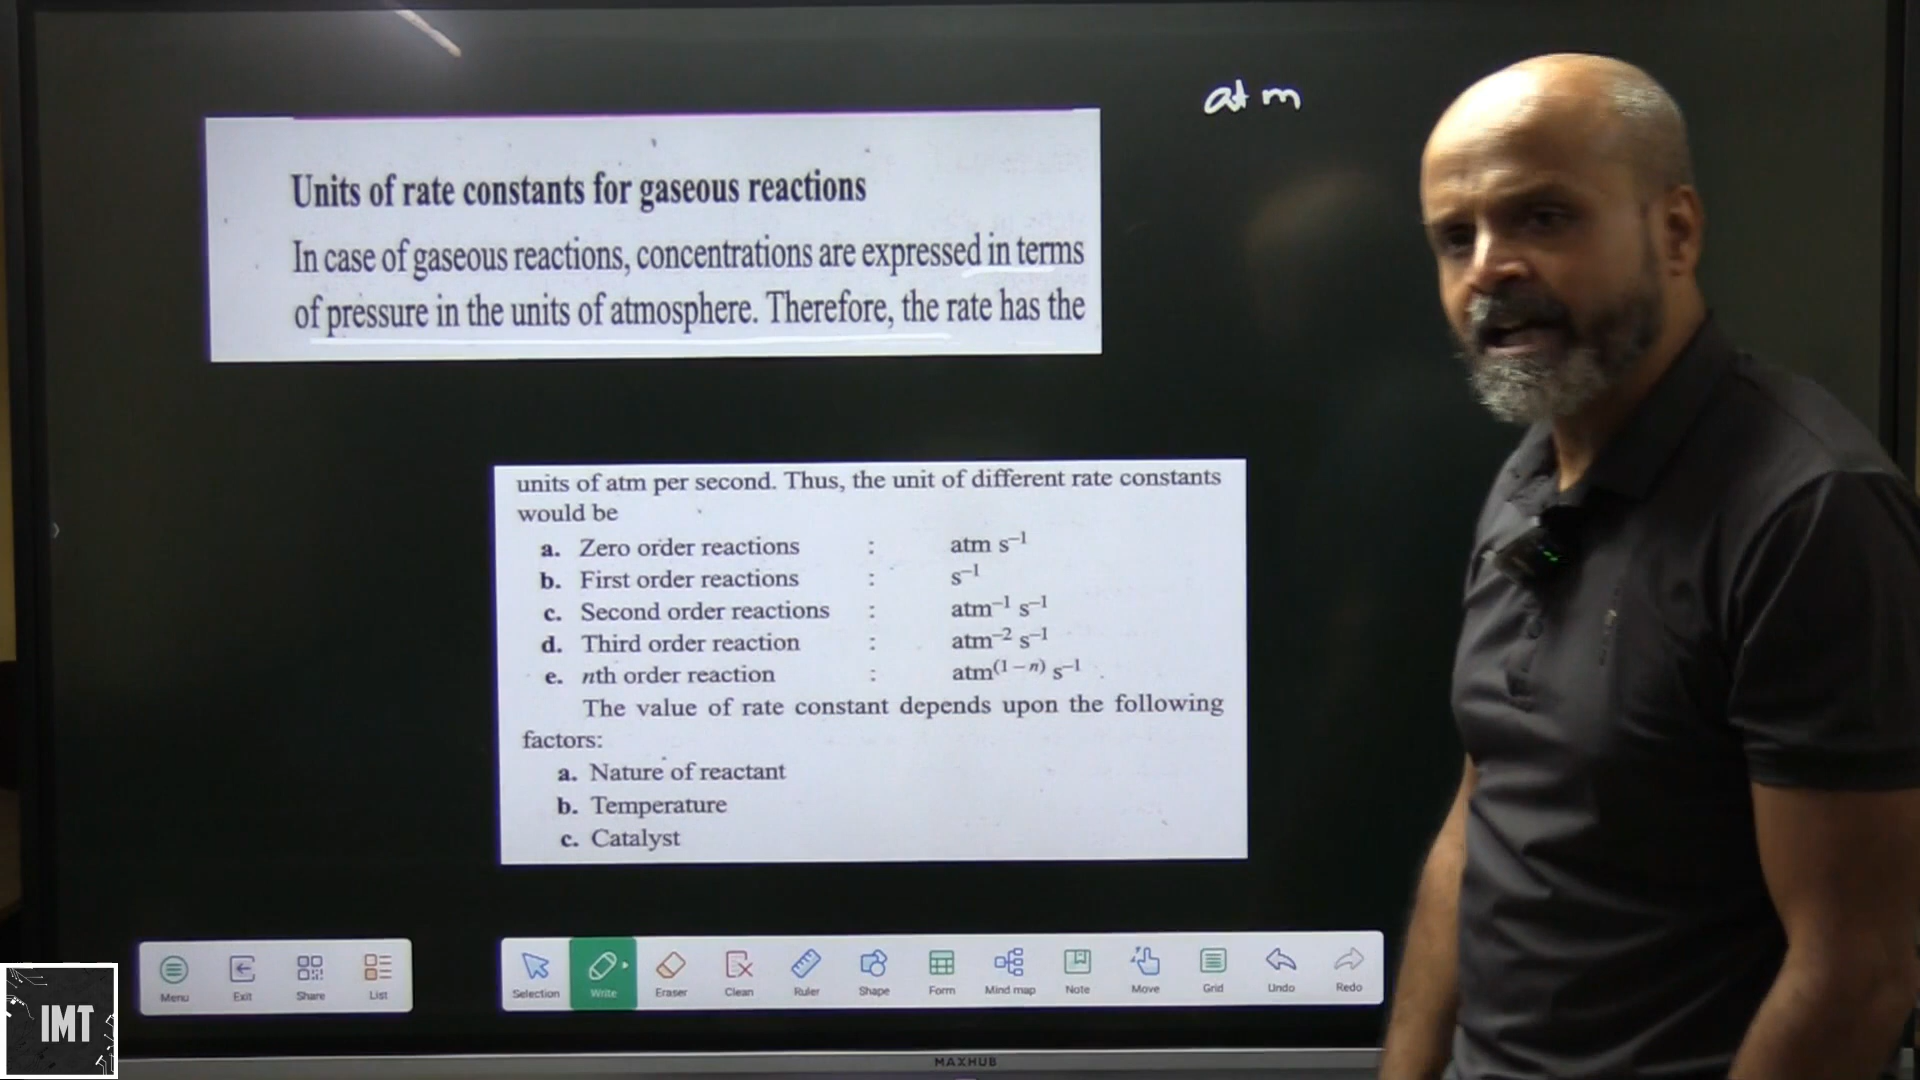 atm
Units of rate constants for gaseous reactions
In case of gaseous reactions, concentrations are expressed in terms
of pressure in the units of atmosphere. Therefore, the rate has the
units of atm per second. Thus, the unit of different rate constants
would be
a. Zero order reactions : atm s⁻¹
b. First order reactions : s⁻¹
c. Second order reactions : atm⁻¹ s⁻¹
d. Third order reaction : atm⁻² s⁻¹
e. nth order reaction : atm⁽¹⁻ⁿ⁾ s⁻¹
The value of rate constant depends upon the following
factors:
a. Nature of reactant
b. Temperature
c. Catalyst
Menu Exit Share List
Selection Write Eraser Clean Ruler Shape Form Mind map Note Move Grid Undo Redo
IMT
MAXHUB